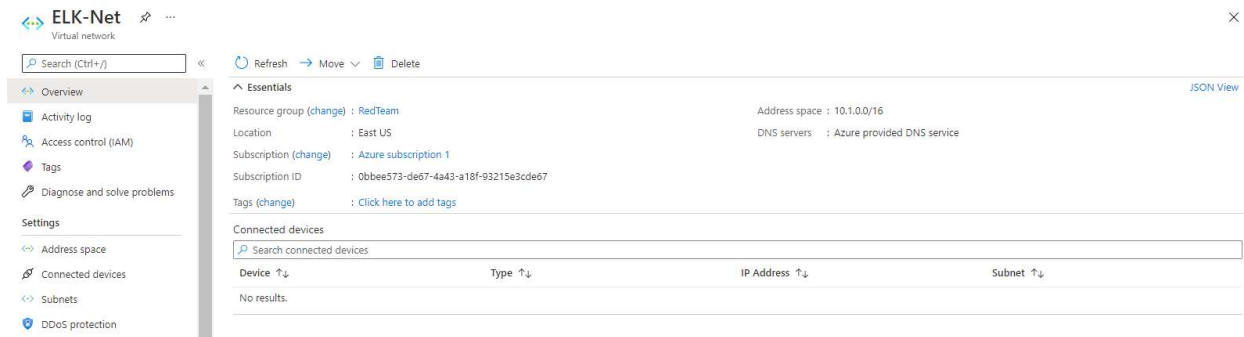 ELK-Net
Virtual network
Search (Ctrl+/)
Overview
Activity log
Access control (IAM)
Tags
Diagnose and solve problems
Settings
Address space
Connected devices
Subnets
DDoS protection
Refresh Move Delete
Essentials JSON View
Resource group (change) : RedTeam Address space : 10.1.0.0/16
Location : East US DNS servers : Azure provided DNS service
Subscription (change) : Azure subscription 1
Subscription ID : 0bbee573-de67-4a43-a18f-93215e3cde67
Tags (change) : Click here to add tags
Connected devices
Search connected devices
Device Type IP Address Subnet
No results.